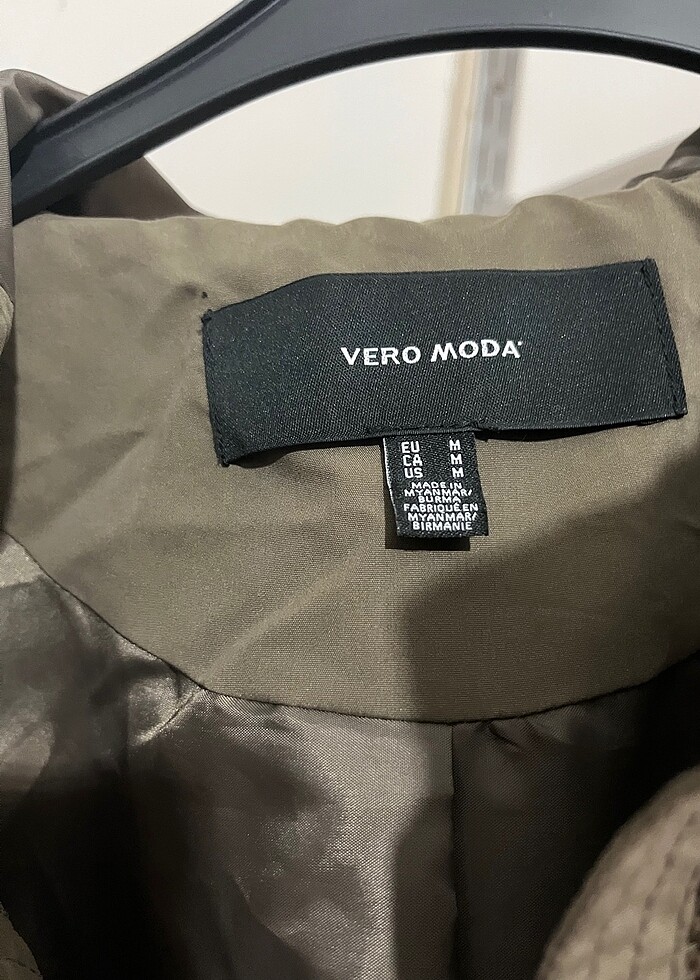 VERO MODA
EU M
CA M
US M
MADE IN
MYANMAR/
BURMA
FABRIQUÉ EN
MYANMAR/
BIRMANIE